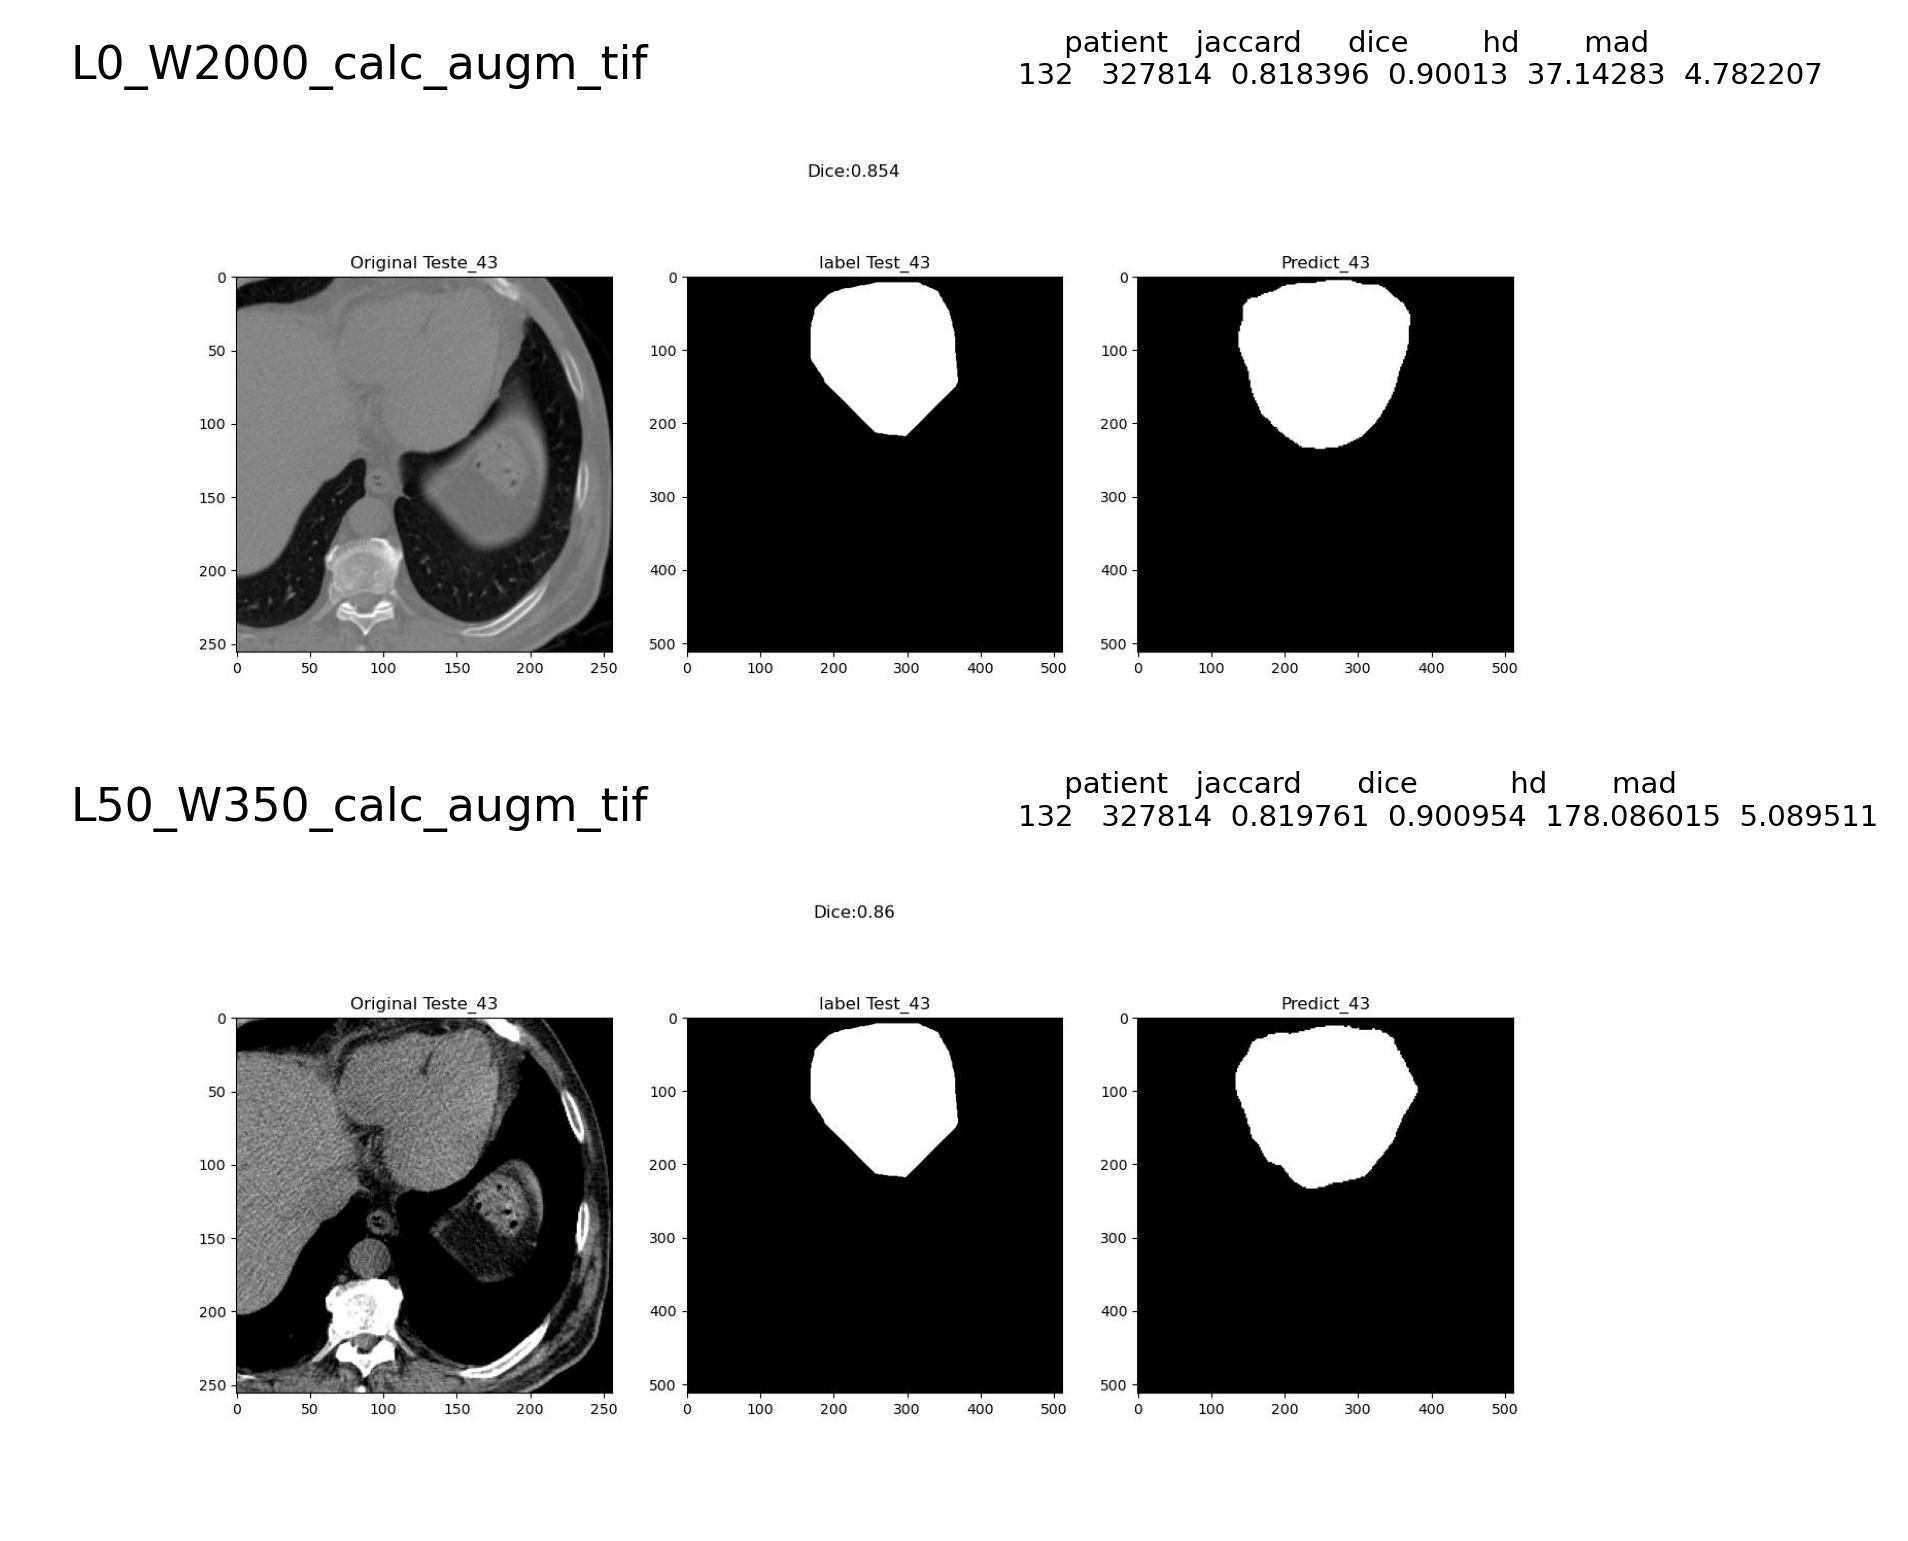 L0_W2000_calc_augm_tif
patient jaccard dice hd mad
132 327814 0.818396 0.90013 37.14283 4.782207
Dice:0.854
Original Teste_43
label Test_43
Predict_43
0
50
100
150
200
250
0 50 100 150 200 250
0
100
200
300
400
500
0 100 200 300 400 500
0
100
200
300
400
500
0 100 200 300 400 500
L50_W350_calc_augm_tif
patient jaccard dice hd mad
132 327814 0.819761 0.900954 178.086015 5.089511
Dice:0.86
Original Teste_43
label Test_43
Predict_43
0
50
100
150
200
250
0 50 100 150 200 250
0
100
200
300
400
500
0 100 200 300 400 500
0
100
200
300
400
500
0 100 200 300 400 500